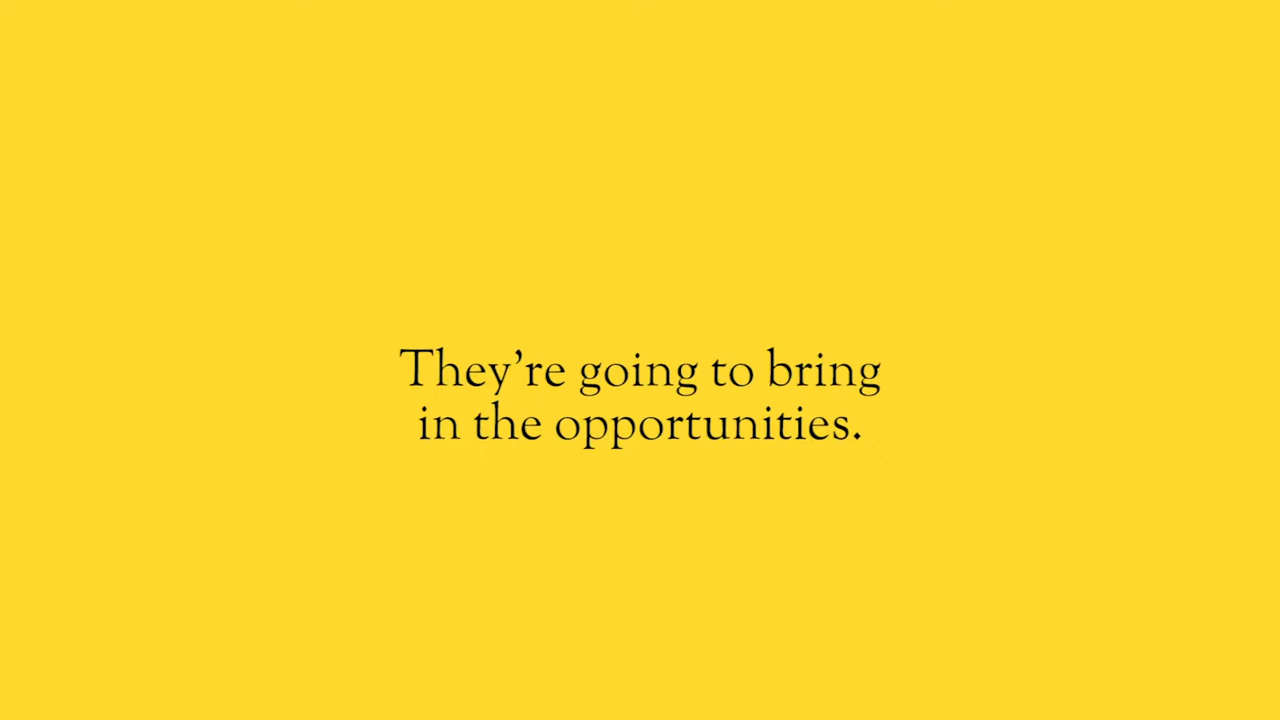 They’re going to bring
in the opportunities.